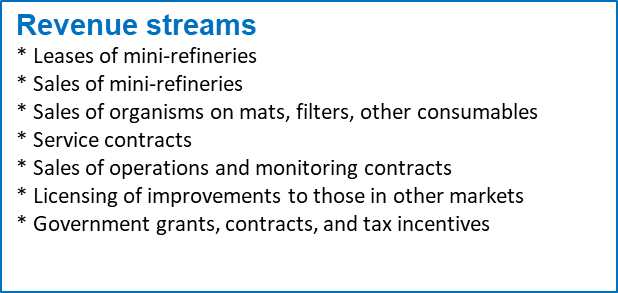 Revenue streams
* Leases of mini-refineries
* Sales of mini-refineries
* Sales of organisms on mats, filters, other consumables
* Service contracts
* Sales of operations and monitoring contracts
* Licensing of improvements to those in other markets
* Government grants, contracts, and tax incentives